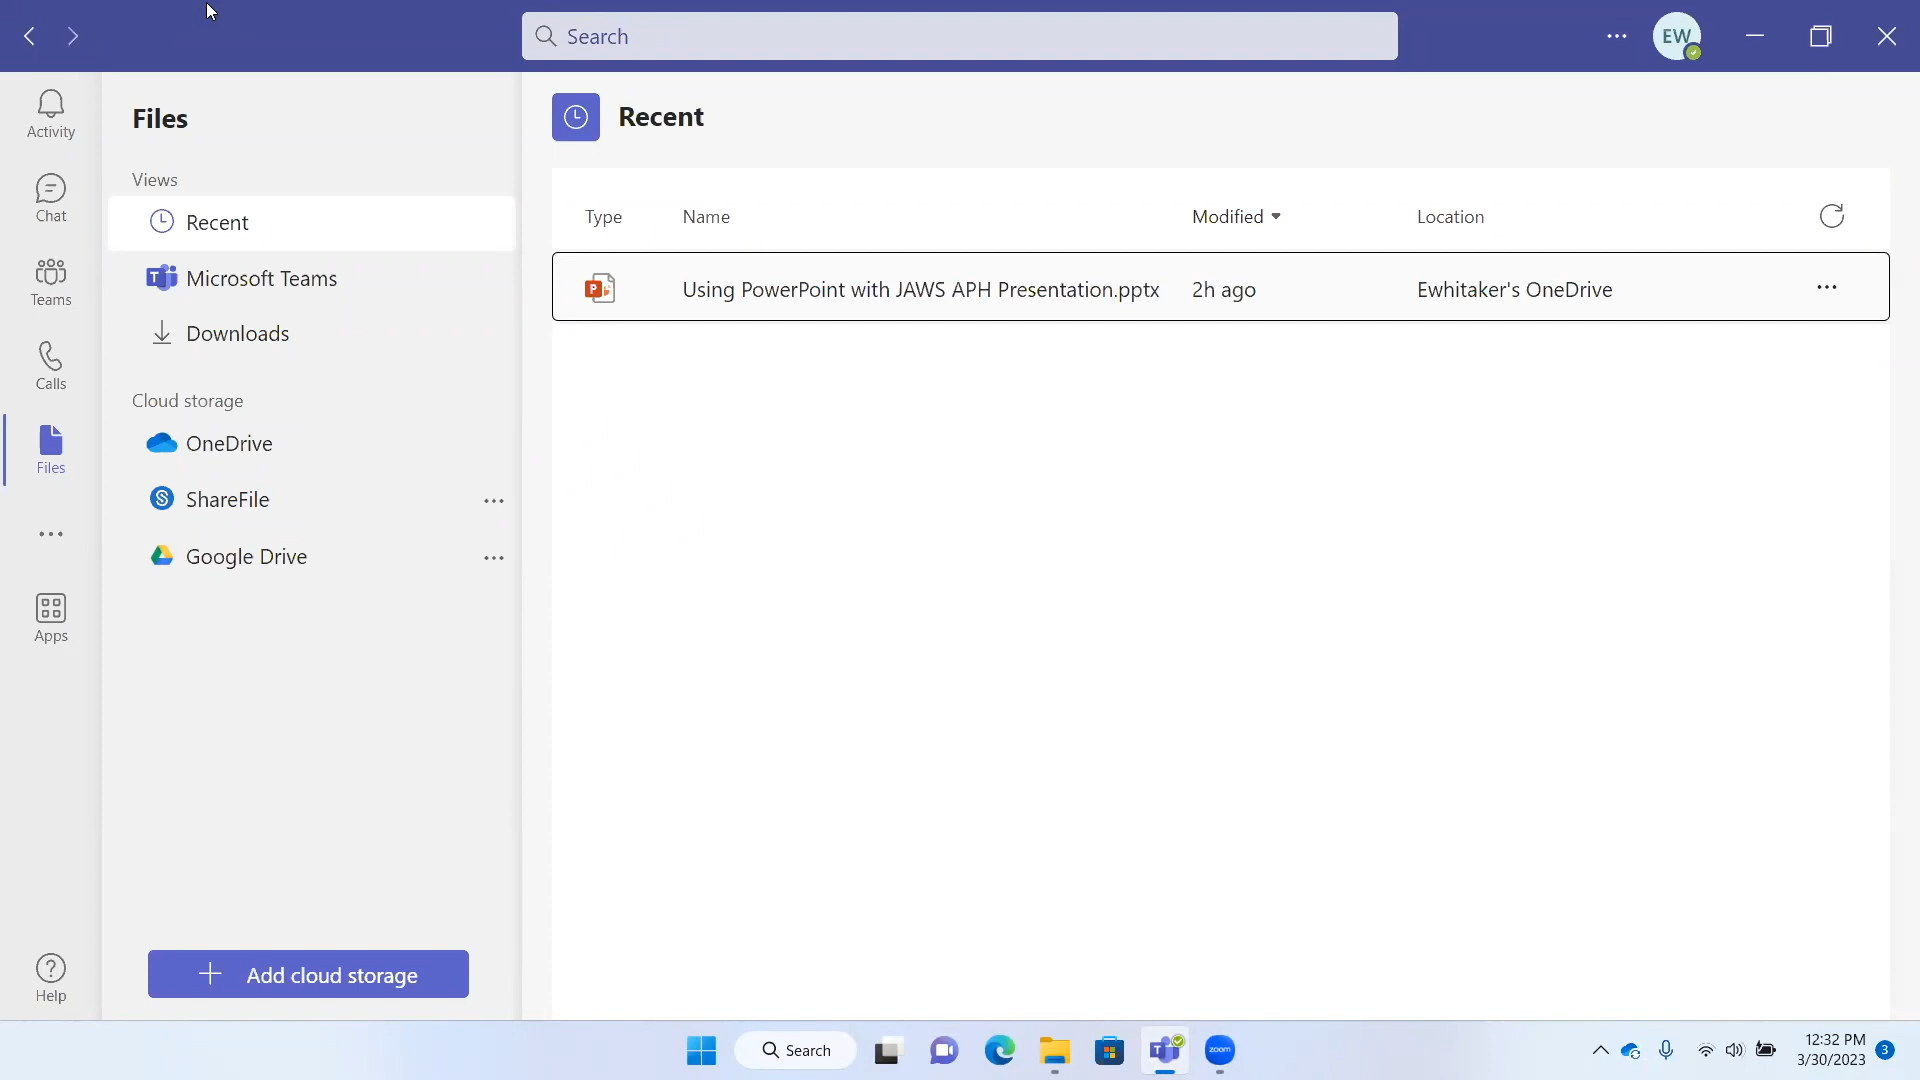 Search
EW
Activity
Chat
Teams
Calls
Files
Apps
Help
Files
Views
Recent
Microsoft Teams
Downloads
Cloud storage
OneDrive
ShareFile
Google Drive
Add cloud storage
Recent
Type Name Modified Location
Using PowerPoint with JAWS APH Presentation.pptx 2h ago Ewhitaker's OneDrive
Search
zoom
12:32 PM
3/30/2023
3